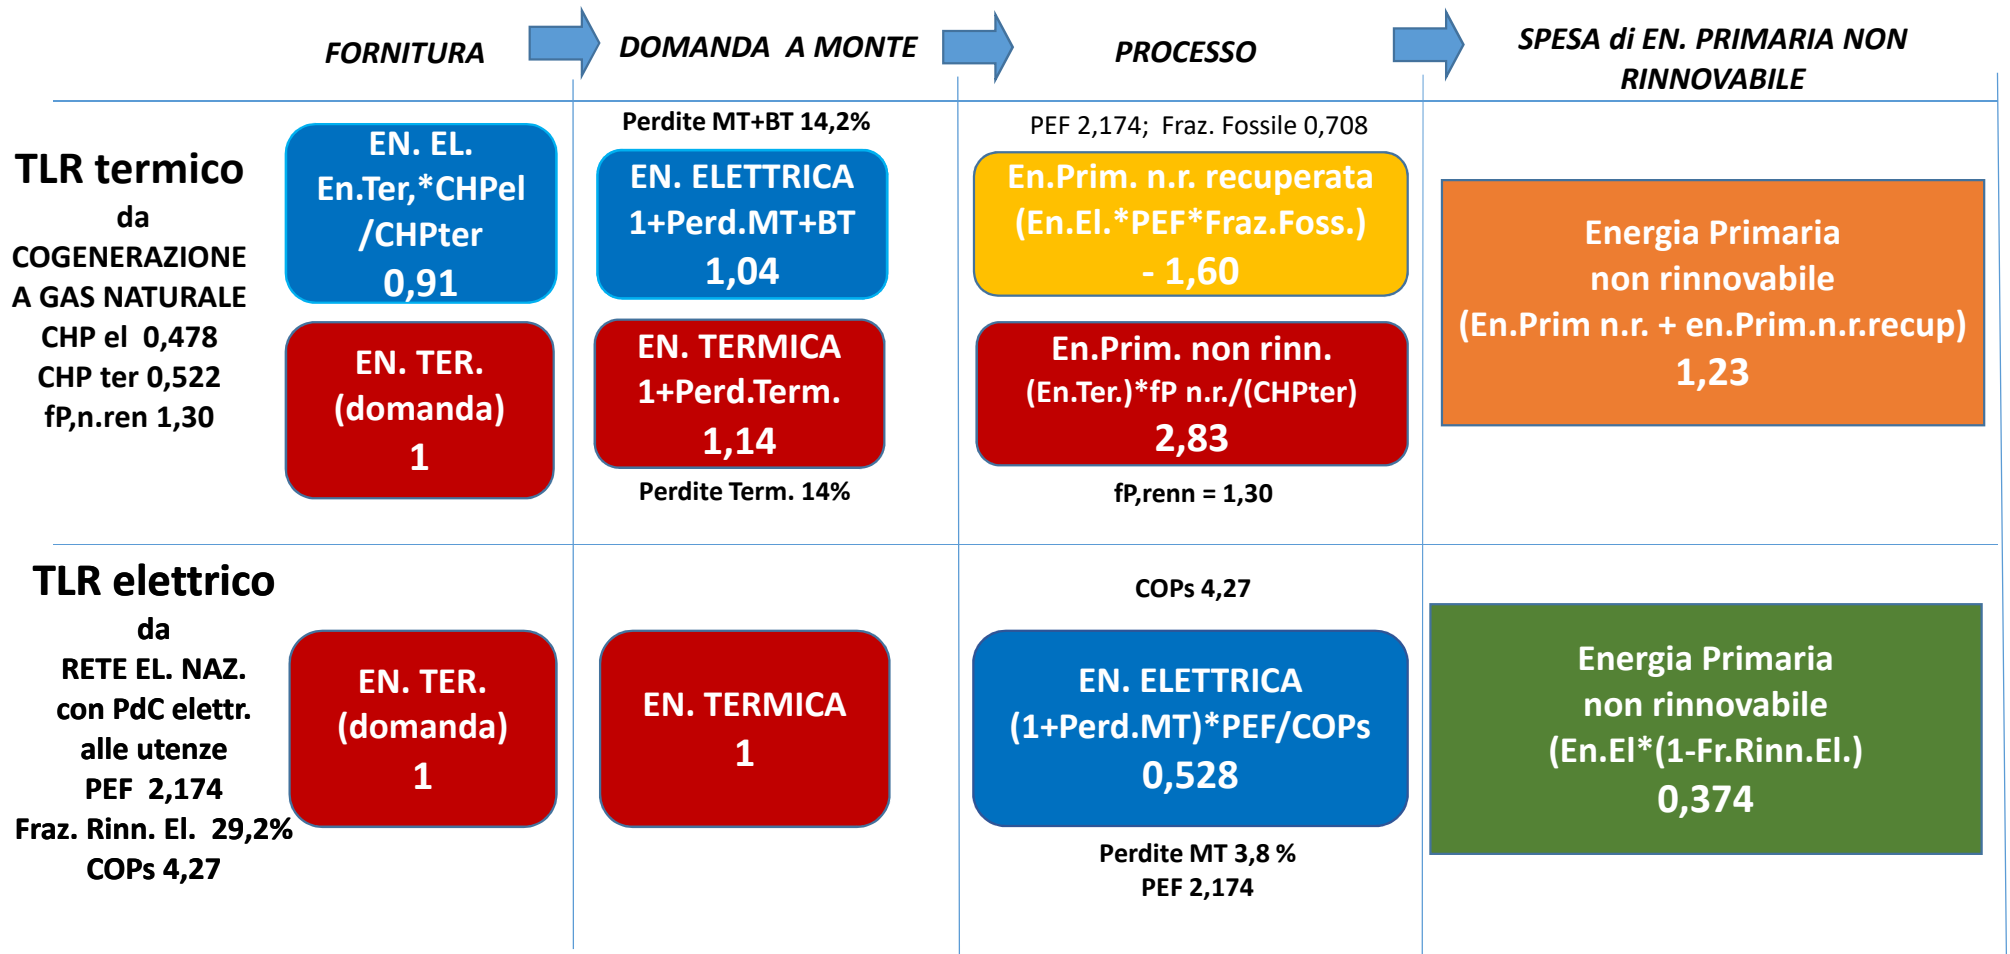 FORNITURA
DOMANDA A MONTE
PROCESSO
SPESA di EN. PRIMARIA NON
RINNOVABILE
TLR termico
da
COGENERAZIONE
A GAS NATURALE
CHP el 0,478
CHP ter 0,522
fP,n.ren 1,30
EN. EL.
En.Ter,*CHPel
/CHPter
0,91
EN. TER.
(domanda)
1
Perdite MT+BT 14,2%
EN. ELETTRICA
1+Perd.MT+BT
1,04
EN. TERMICA
1+Perd.Term.
1,14
Perdite Term. 14%
PEF 2,174; Fraz. Fossile 0,708
En.Prim. n.r. recuperata
(En.El.*PEF*Fraz.Foss.)
- 1,60
En.Prim. non rinn.
(En.Ter.)*fP n.r./(CHPter)
2,83
fP,renn = 1,30
Energia Primaria
non rinnovabile
(En.Prim n.r. + en.Prim.n.r.recup)
1,23
TLR elettrico
da
RETE EL. NAZ.
con PdC elettr.
alle utenze
PEF 2,174
Fraz. Rinn. El. 29,2%
COPs 4,27
EN. TER.
(domanda)
1
EN. TERMICA
1
COPs 4,27
EN. ELETTRICA
(1+Perd.MT)*PEF/COPs
0,528
Perdite MT 3,8 %
PEF 2,174
Energia Primaria
non rinnovabile
(En.El*(1-Fr.Rinn.El.)
0,374